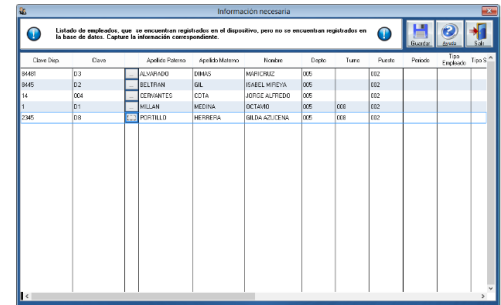 Información necesaria
Listado de empleados, que se encuentran registrados en el dispositivo, pero no se encuentran registrados en
la base de datos. Capture la información correspondiente.
Guardar Ayuda Salir
Clave Disp. Clave Apellido Paterno Apellido Materno Nombre Depto Turno Puesto Periodo Tipo Empleado Tipo S
84481 D3 ... ALVARADO DIMAS MARICRUZ 005 002
8445 D2 ... BELTRAN GIL ISABEL MIREYA 005 002
14 004 ... CERVANTES COTA JORGE ALFREDO 005 002
1 D1 ... MILLAN MEDINA OCTAVIO 005 008 002
2345 D8 ... PORTILLO HERRERA GILDA AZUCENA 005 008 002